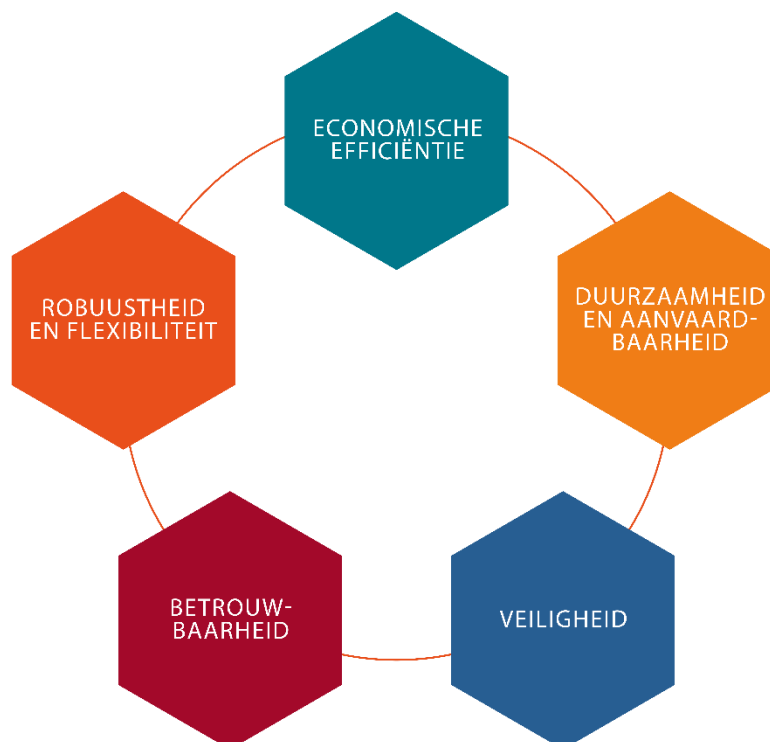 ECONOMISCHE
EFFICIËNTIE
DUURZAAMHEID
EN AANVAARD-
BAARHEID
VEILIGHEID
BETROUW-
BAARHEID
ROBUUSTHEID
EN FLEXIBILITEIT